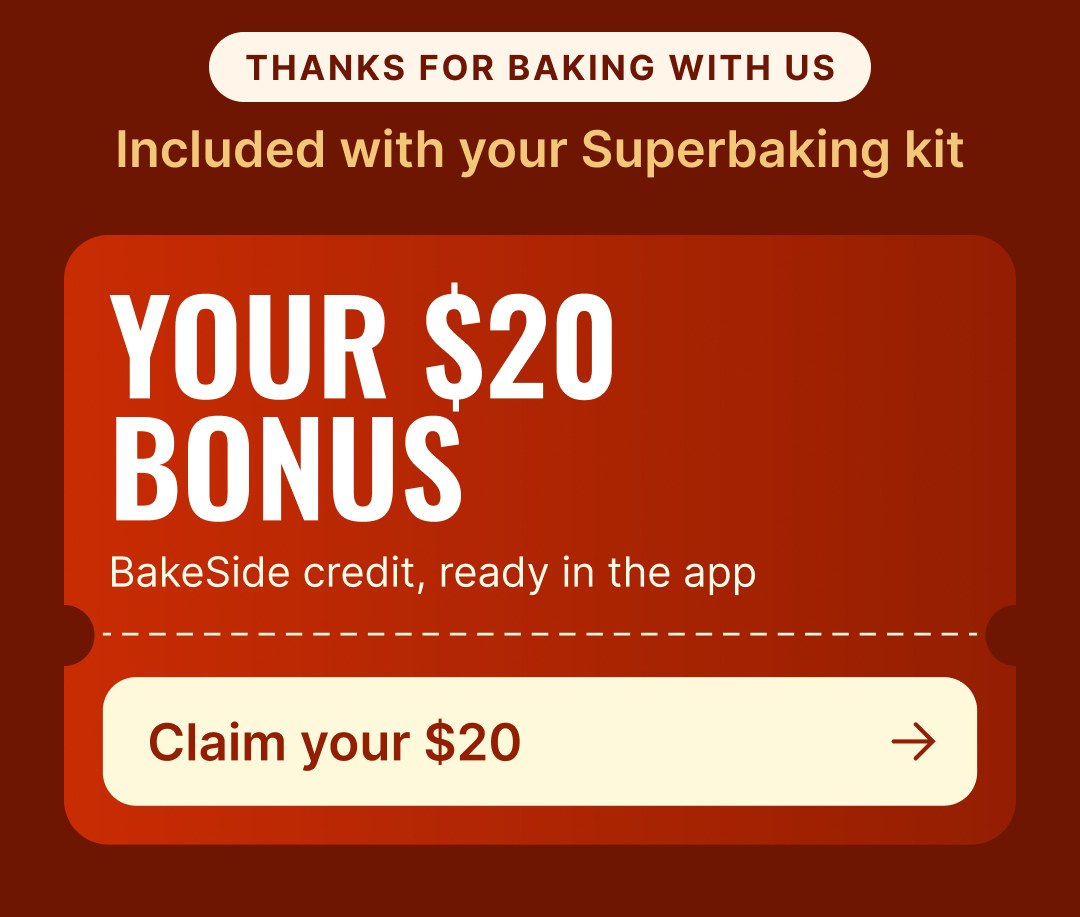 THANKS FOR BAKING WITH US
Included with your Superbaking kit
YOUR $20
BONUS
BakeSide credit, ready in the app
Claim your $20